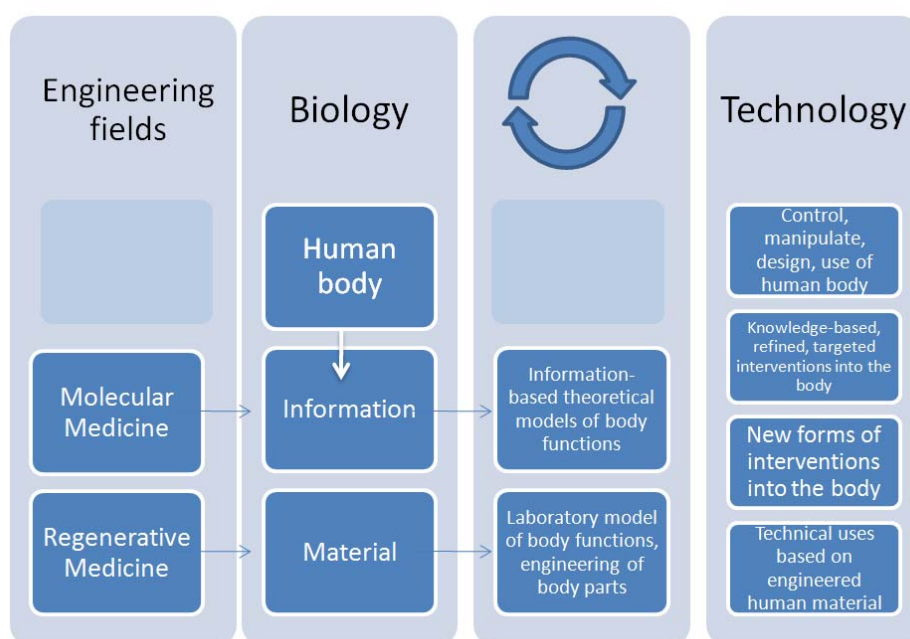 Engineering
fields
Biology
Technology
Human
body
Control,
manipulate,
design, use of
human body
Knowledge-based,
refined, targeted
interventions into the
body
Molecular
Medicine
Information
Information-
based theoretical
models of body
functions
New forms of
interventions
into the body
Regenerative
Medicine
Material
Laboratory model
of body functions,
engineering of
body parts
Technical uses
based on
engineered
human material